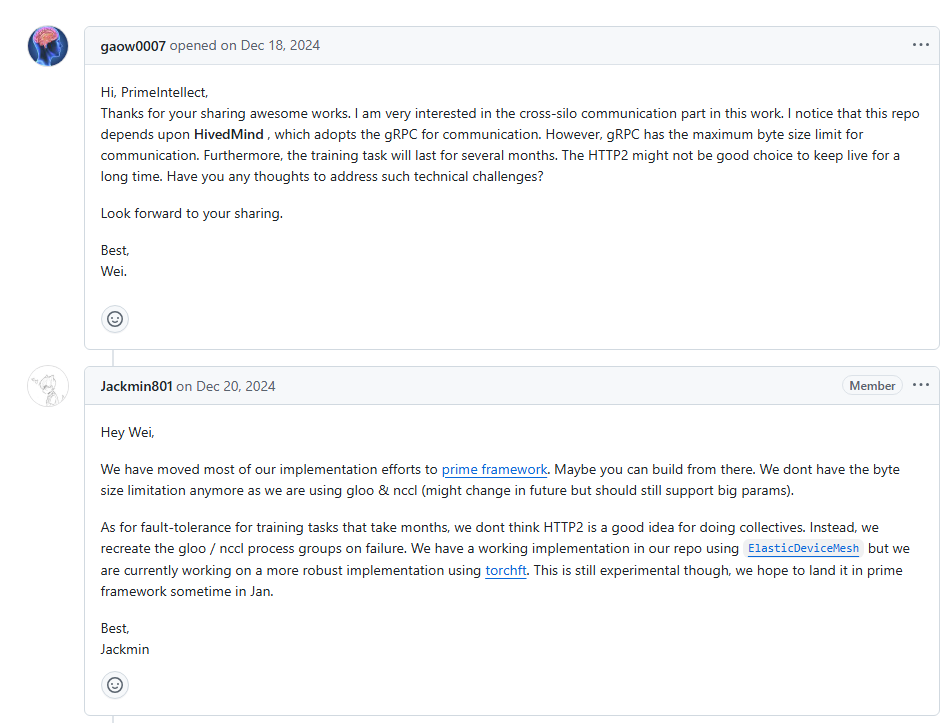 gaow0007 opened on Dec 18, 2024
Hi, PrimeIntellect,
Thanks for your sharing awesome works. I am very interested in the cross-silo communication part in this work. I notice that this repo
depends upon HivedMind , which adopts the gRPC for communication. However, gRPC has the maximum byte size limit for
communication. Furthermore, the training task will last for several months. The HTTP2 might not be good choice to keep live for a
long time. Have you any thoughts to address such technical challenges?
Look forward to your sharing.
Best,
Wei.
Jackmin801 on Dec 20, 2024 Member
Hey Wei,
We have moved most of our implementation efforts to prime framework. Maybe you can build from there. We dont have the byte
size limitation anymore as we are using gloo & nccl (might change in future but should still support big params).
As for fault-tolerance for training tasks that take months, we dont think HTTP2 is a good idea for doing collectives. Instead, we
recreate the gloo / nccl process groups on failure. We have a working implementation in our repo using ElasticDeviceMesh but we
are currently working on a more robust implementation using torchft. This is still experimental though, we hope to land it in prime
framework sometime in Jan.
Best,
Jackmin